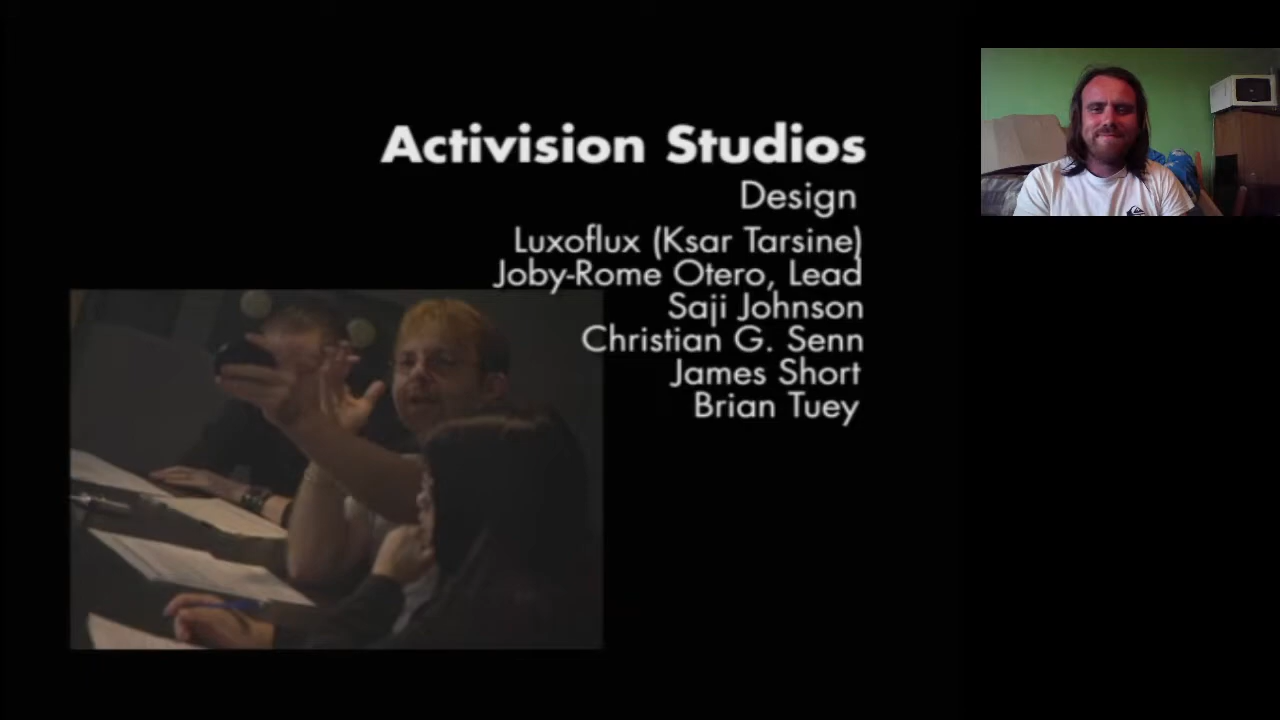 Activision Studios
Design
Luxoflux (Ksar Tarsine)
Joby-Rome Otero, Lead
Saji Johnson
Christian G. Senn
James Short
Brian Tuey